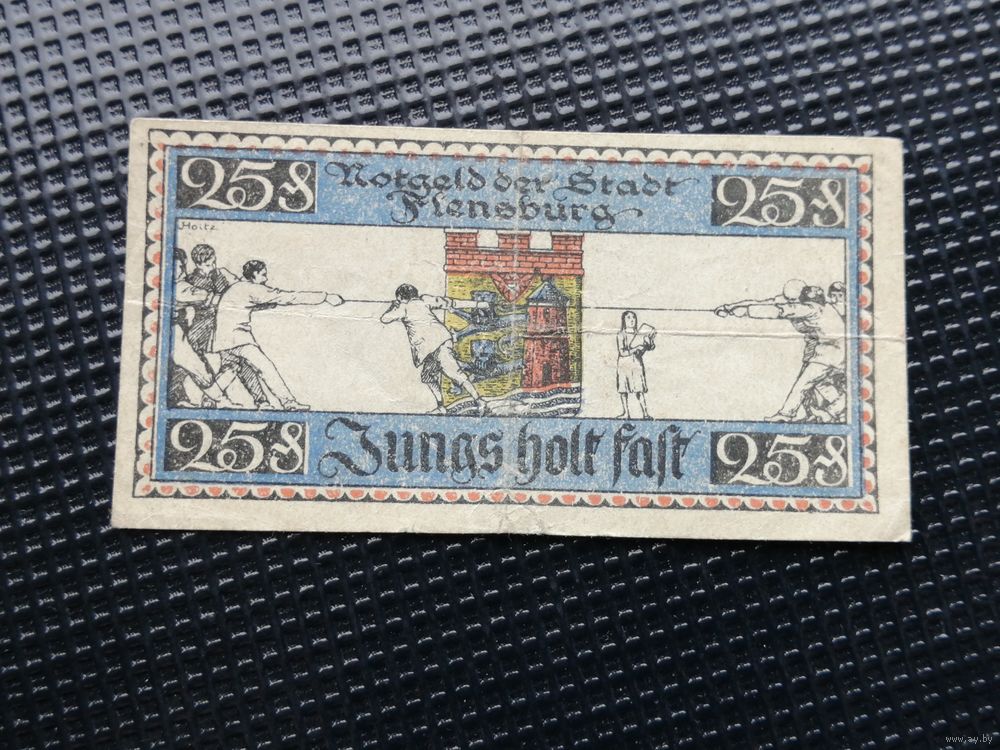 25₰ Notgeld der Stadt 25₰
Flensburg
Holtz
25₰ Jungs holt fast 25₰
www.ay.by